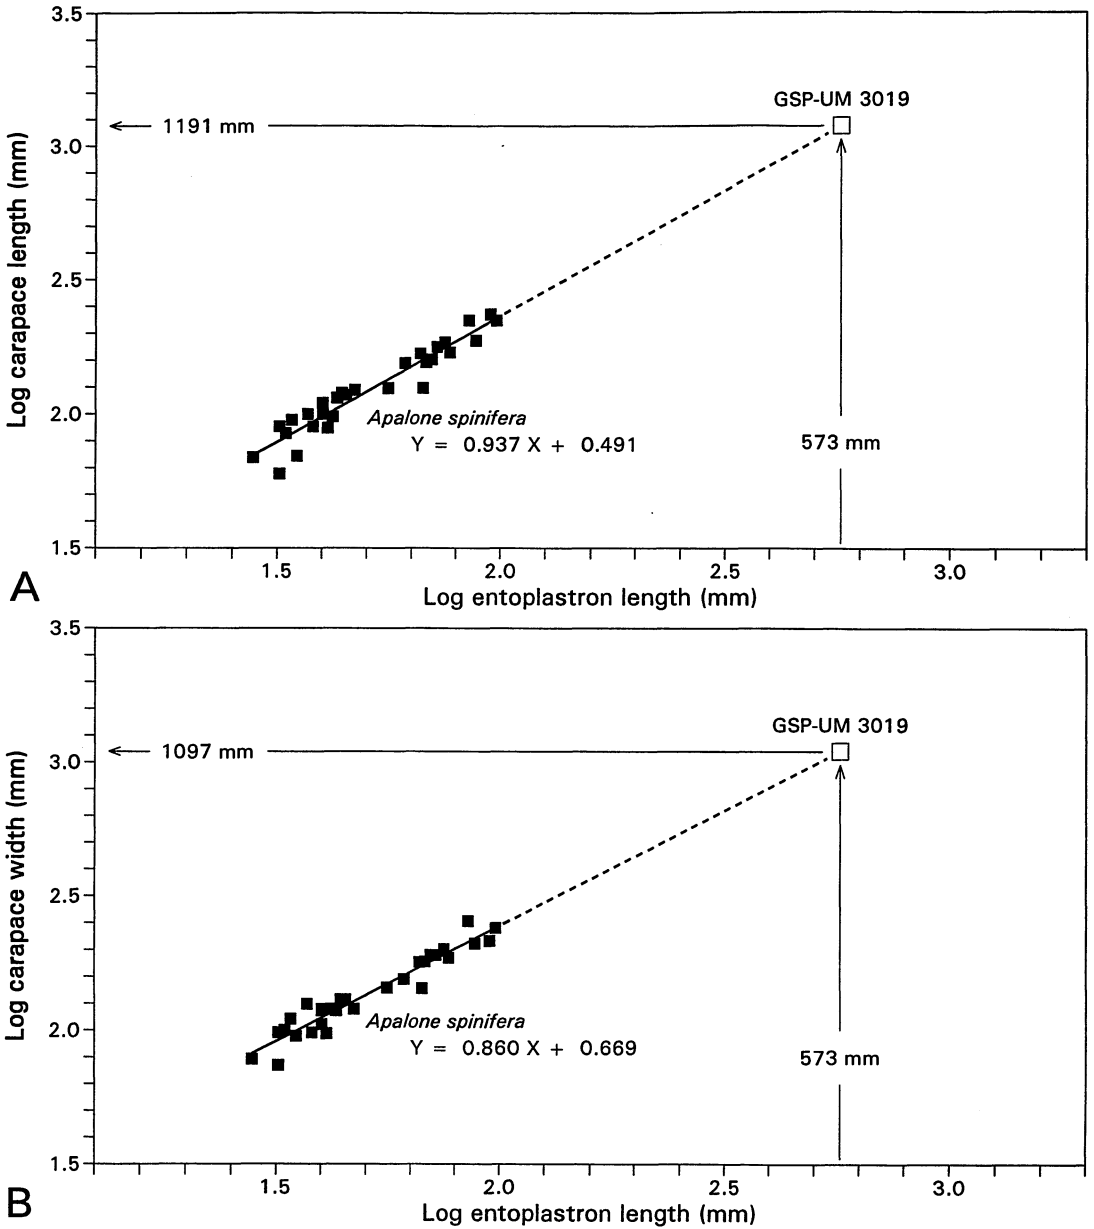 3.5
GSP-UM 3019
1191 mm
3.0
Log carapace length (mm)
2.5
2.0
Apalone spinifera
Y = 0.937 X + 0.491
573 mm
1.5
1.5 2.0 2.5 3.0
A
Log entoplastron length (mm)
3.5
GSP-UM 3019
1097 mm
3.0
Log carapace width (mm)
2.5
2.0
Apalone spinifera
Y = 0.860 X + 0.669
573 mm
1.5
1.5 2.0 2.5 3.0
B
Log entoplastron length (mm)